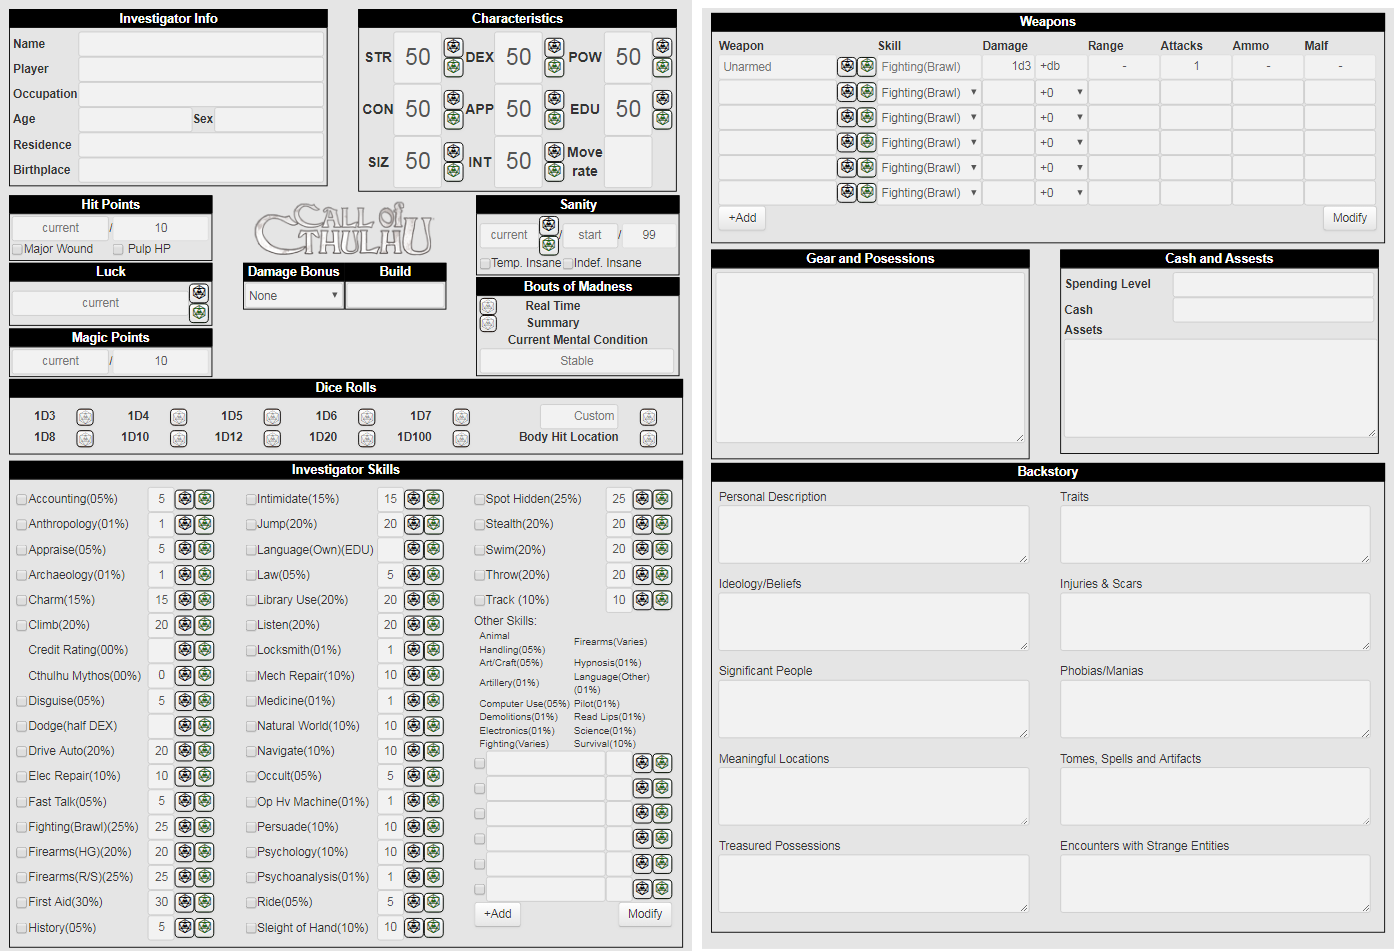 Investigator Info
Name
Player
Occupation
Age Sex
Residence
Birthplace
Characteristics
STR 50 DEX 50 POW 50
CON 50 APP 50 EDU 50
SIZ 50 INT 50 Move rate
Hit Points
current / 10
Major Wound Pulp HP
Luck
current
Magic Points
current / 10
CALL of CTHULHU
Damage Bonus Build
None
Sanity
current / start / 99
Temp. Insane Indef. Insane
Bouts of Madness
Real Time
Summary
Current Mental Condition
Stable
Dice Rolls
1D3 1D4 1D5 1D6 1D7 Custom
1D8 1D10 1D12 1D20 1D100 Body Hit Location
Investigator Skills
Accounting(05%) 5
Anthropology(01%) 1
Appraise(05%) 5
Archaeology(01%) 1
Charm(15%) 15
Climb(20%) 20
Credit Rating(00%)
Cthulhu Mythos(00%) 0
Disguise(05%) 5
Dodge(half DEX)
Drive Auto(20%) 20
Elec Repair(10%) 10
Fast Talk(05%) 5
Fighting(Brawl)(25%) 25
Firearms(HG)(20%) 20
Firearms(R/S)(25%) 25
First Aid(30%) 30
History(05%) 5
Intimidate(15%) 15
Jump(20%) 20
Language(Own)(EDU)
Law(05%) 5
Library Use(20%) 20
Listen(20%) 20
Locksmith(01%) 1
Mech Repair(10%) 10
Medicine(01%) 1
Natural World(10%) 10
Navigate(10%) 10
Occult(05%) 5
Op Hv Machine(01%) 1
Persuade(10%) 10
Psychology(10%) 10
Psychoanalysis(01%) 1
Ride(05%) 5
Sleight of Hand(10%) 10
Spot Hidden(25%) 25
Stealth(20%) 20
Swim(20%) 20
Throw(20%) 20
Track (10%) 10
Other Skills:
Animal
Handling(05%) Firearms(Varies)
Art/Craft(05%) Hypnosis(01%)
Artillery(01%) Language(Other)
(01%)
Computer Use(05%) Pilot(01%)
Demolitions(01%) Read Lips(01%)
Electronics(01%) Science(01%)
Fighting(Varies) Survival(10%)
+Add Modify
Weapons
Weapon Skill Damage Range Attacks Ammo Malf
Unarmed Fighting(Brawl) 1d3 +db - 1 - -
Fighting(Brawl) +0
Fighting(Brawl) +0
Fighting(Brawl) +0
Fighting(Brawl) +0
Fighting(Brawl) +0
+Add Modify
Gear and Posessions
Cash and Assests
Spending Level
Cash
Assets
Backstory
Personal Description Traits
Ideology/Beliefs Injuries & Scars
Significant People Phobias/Manias
Meaningful Locations Tomes, Spells and Artifacts
Treasured Possessions Encounters with Strange Entities